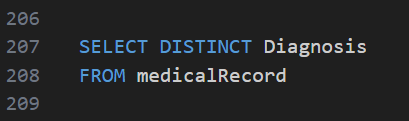 206
207 SELECT DISTINCT Diagnosis
208 FROM medicalRecord
209